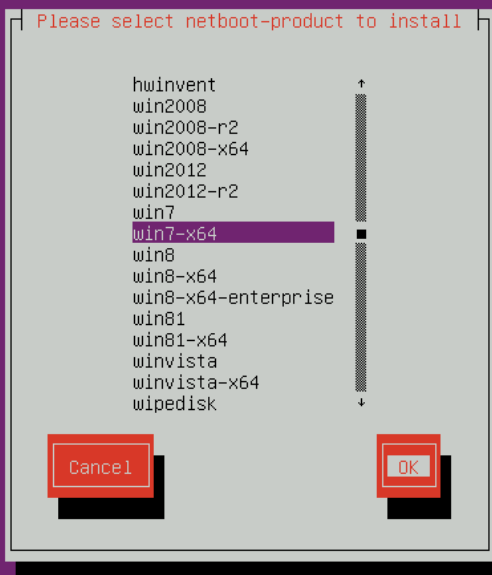 Please select netboot-product to install
hwinvent
win2008
win2008-r2
win2008-x64
win2012
win2012-r2
win7
win7-x64
win8
win8-x64
win8-x64-enterprise
win81
win81-x64
winvista
winvista-x64
wipedisk
Cancel
OK